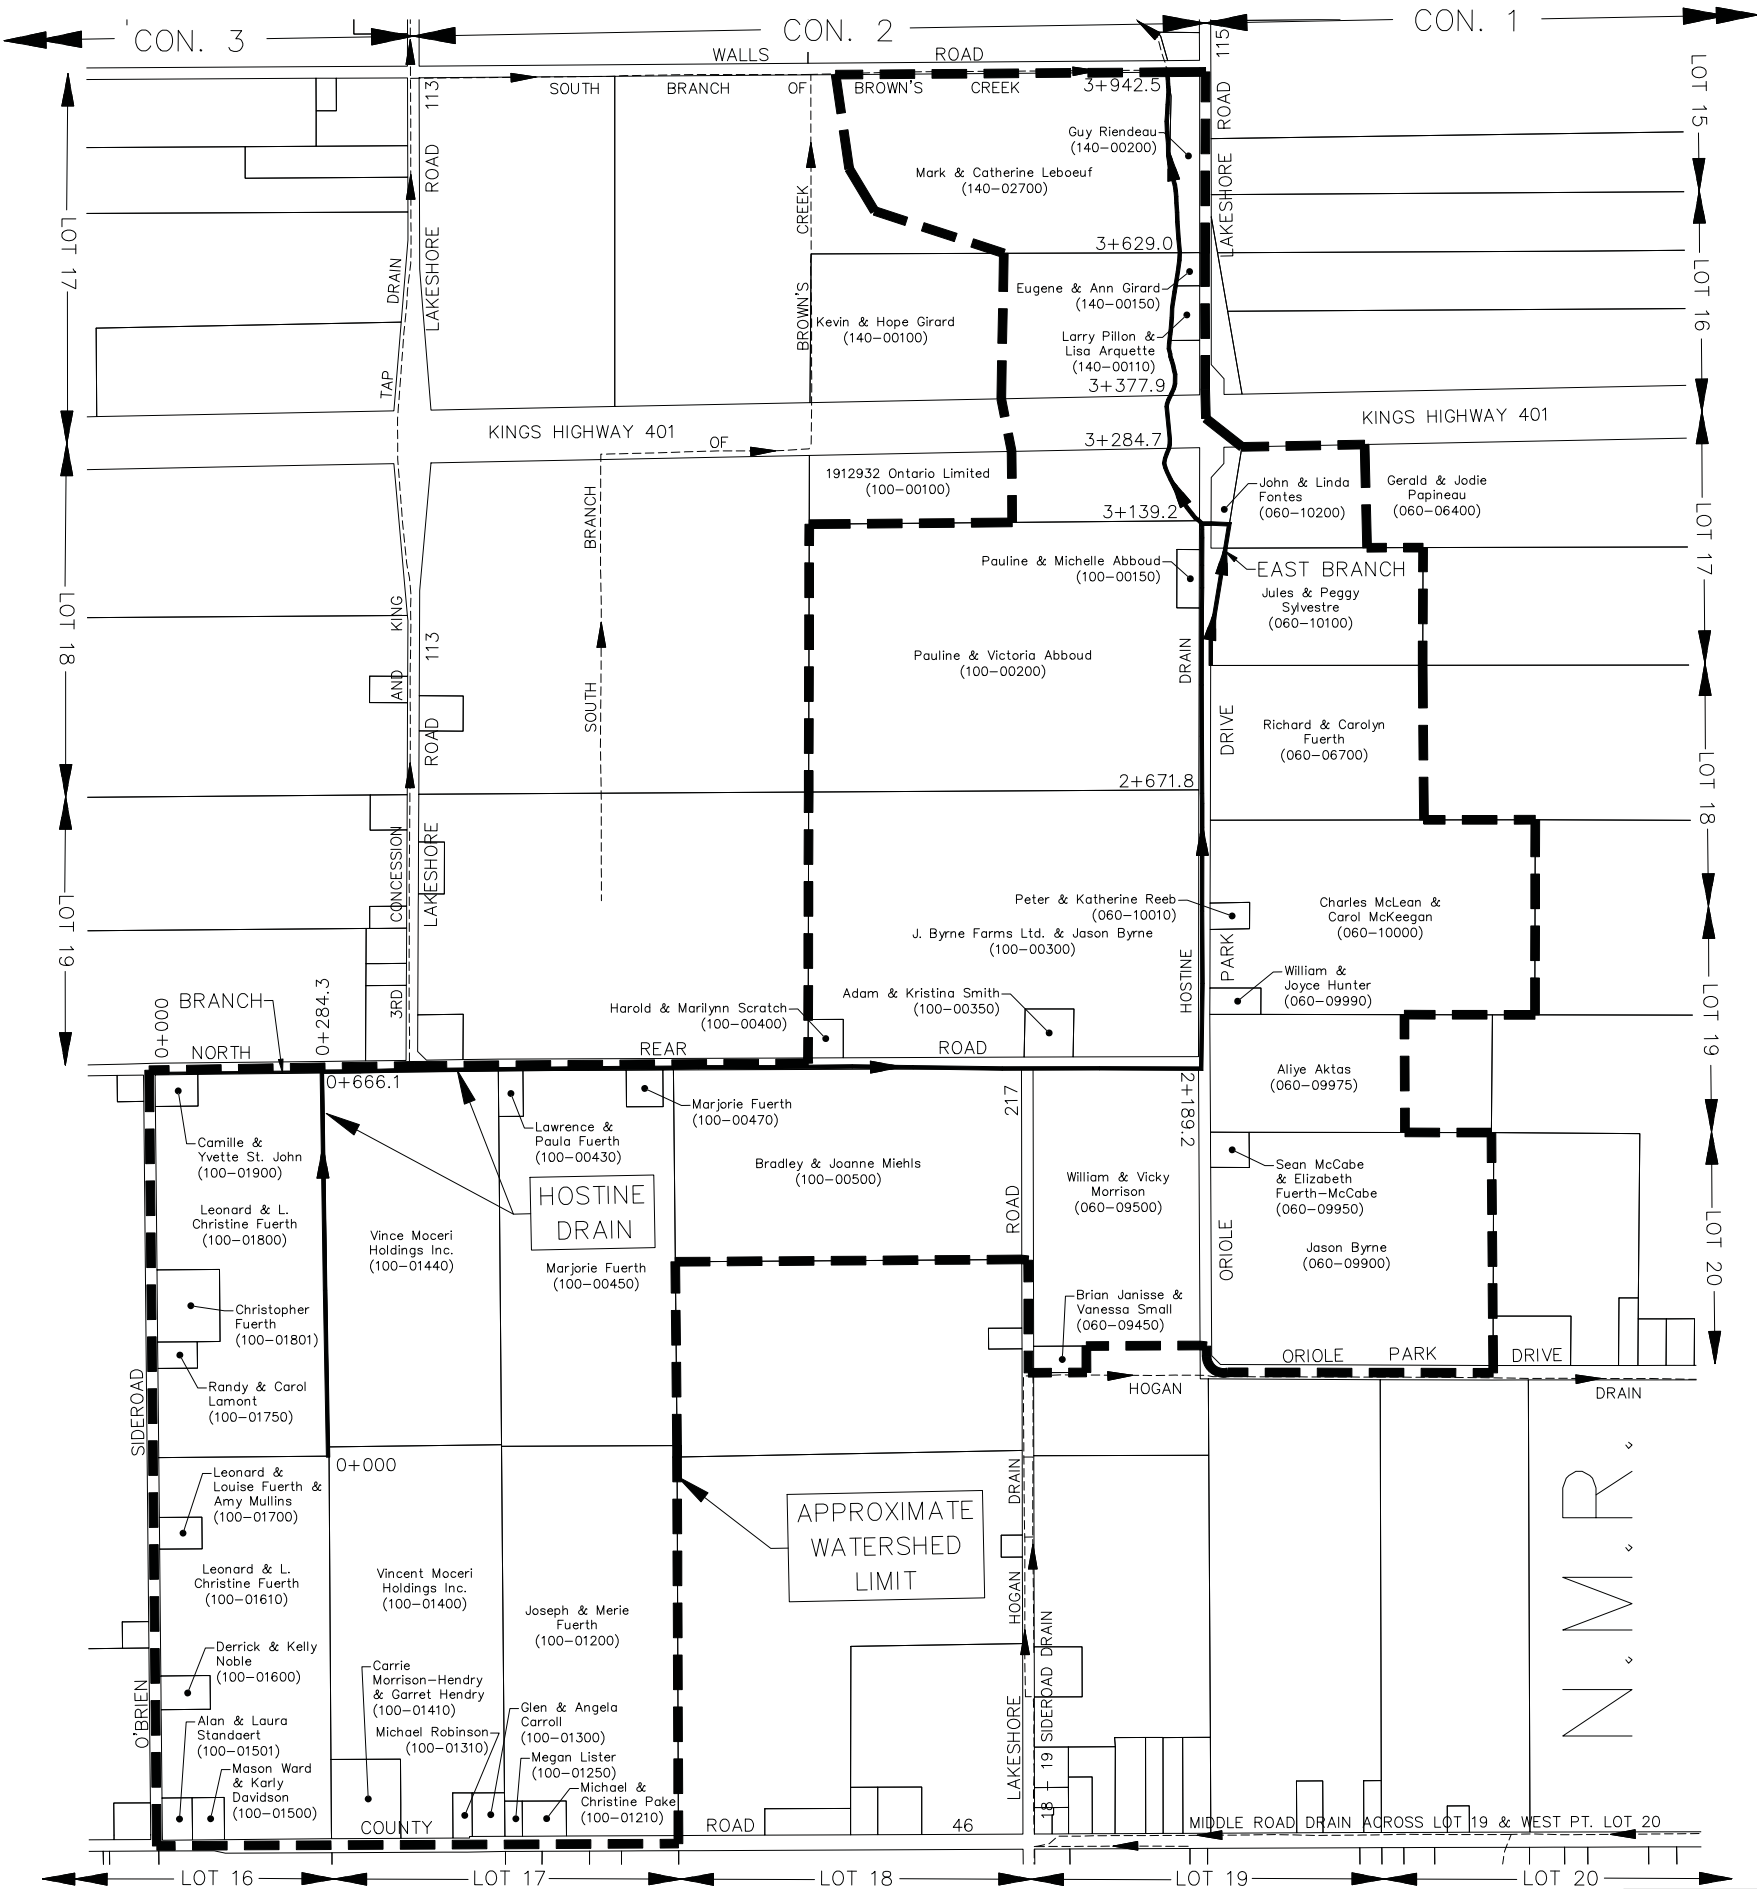 CON. 3
CON. 2
CON. 1
WALLS ROAD
115
LOT 15
SOUTH BRANCH OF BROWN'S CREEK
3+942.5
113
ROAD
LAKESHORE
ROAD
LAKESHORE
Guy Riendeau
(140-00200)
Mark & Catherine Leboeuf
(140-02700)
CREEK
BROWN'S
LOT 17
3+629.0
LOT 16
DRAIN
TAP
Eugene & Ann Girard
(140-00150)
Kevin & Hope Girard
(140-00100)
Larry Pillon &
Lisa Arquette
(140-00110)
3+377.9
KINGS HIGHWAY 401
OF
KINGS HIGHWAY 401
3+284.7
1912932 Ontario Limited
(100-00100)
John & Linda
Fontes
(060-10200)
Gerald & Jodie
Papineau
(060-06400)
3+139.2
BRANCH
SOUTH
LOT 17
Pauline & Michelle Abboud
(100-00150)
EAST BRANCH
Jules & Peggy
Sylvestre
(060-10100)
LOT 18
KING
AND
113
ROAD
Pauline & Victoria Abboud
(100-00200)
DRAIN
DRIVE
Richard & Carolyn
Fuerth
(060-06700)
2+671.8
LOT 18
CONCESSION
3RD
LAKESHORE
LOT 19
Peter & Katherine Reeb
(060-10010)
J. Byrne Farms Ltd. & Jason Byrne
(100-00300)
Charles McLean &
Carol McKeegan
(060-10000)
PARK
HOSTINE
William &
Joyce Hunter
(060-09990)
LOT 19
BRANCH
0+000
0+284.3
Harold & Marilynn Scratch
(100-00400)
Adam & Kristina Smith
(100-00350)
NORTH
REAR
ROAD
0+666.1
217
2+189.2
Aliye Aktas
(060-09975)
Camille &
Yvette St. John
(100-01900)
Lawrence &
Paula Fuerth
(100-00430)
Marjorie Fuerth
(100-00470)
Bradley & Joanne Miehls
(100-00500)
ROAD
William & Vicky
Morrison
(060-09500)
Sean McCabe
& Elizabeth
Fuerth-McCabe
(060-09950)
HOSTINE
DRAIN
Leonard & L.
Christine Fuerth
(100-01800)
Vince Moceri
Holdings Inc.
(100-01440)
Marjorie Fuerth
(100-00450)
ORIOLE
Jason Byrne
(060-09900)
LOT 20
Christopher
Fuerth
(100-01801)
Brian Janisse &
Vanessa Small
(060-09450)
ORIOLE PARK DRIVE
HOGAN
DRAIN
Randy & Carol
Lamont
(100-01750)
SIDEROAD
0+000
Leonard &
Louise Fuerth &
Amy Mullins
(100-01700)
APPROXIMATE
WATERSHED
LIMIT
DRAIN
HOGAN
N.M.R.
Leonard & L.
Christine Fuerth
(100-01610)
Vincent Moceri
Holdings Inc.
(100-01400)
Joseph & Merie
Fuerth
(100-01200)
Derrick & Kelly
Noble
(100-01600)
Carrie
Morrison-Hendry
& Garret Hendry
(100-01410)
O'BRIEN
Alan & Laura
Standaert
(100-01501)
Michael Robinson
(100-01310)
Glen & Angela
Carroll
(100-01300)
Mason Ward
& Karly
Davidson
(100-01500)
Megan Lister
(100-01250)
Michael &
Christine Pake
(100-01210)
LAKESHORE
18 - 19 SIDEROAD DRAIN
COUNTY
ROAD
46
MIDDLE ROAD DRAIN ACROSS LOT 19 & WEST PT. LOT 20
LOT 16
LOT 17
LOT 18
LOT 19
LOT 20